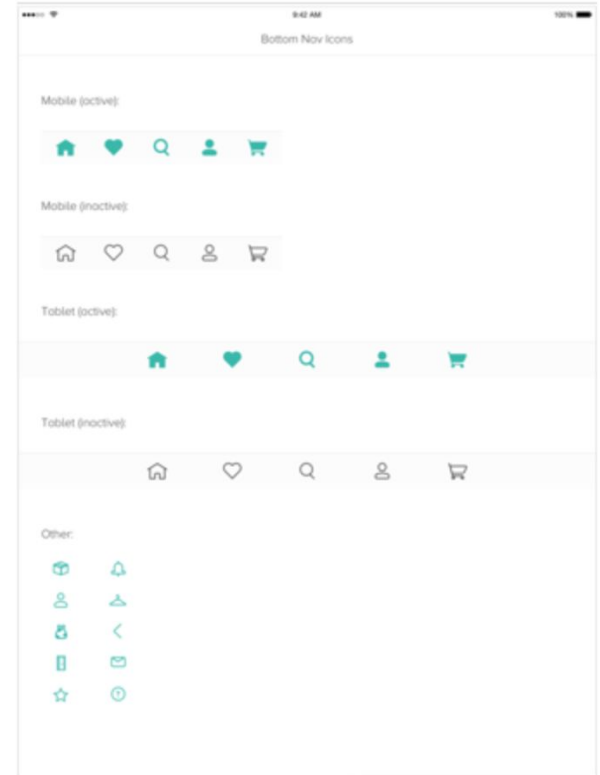 9:42 AM
100%
Bottom Nav Icons
Mobile (active):
Mobile (inactive):
Tablet (active):
Tablet (inactive):
Other:
?